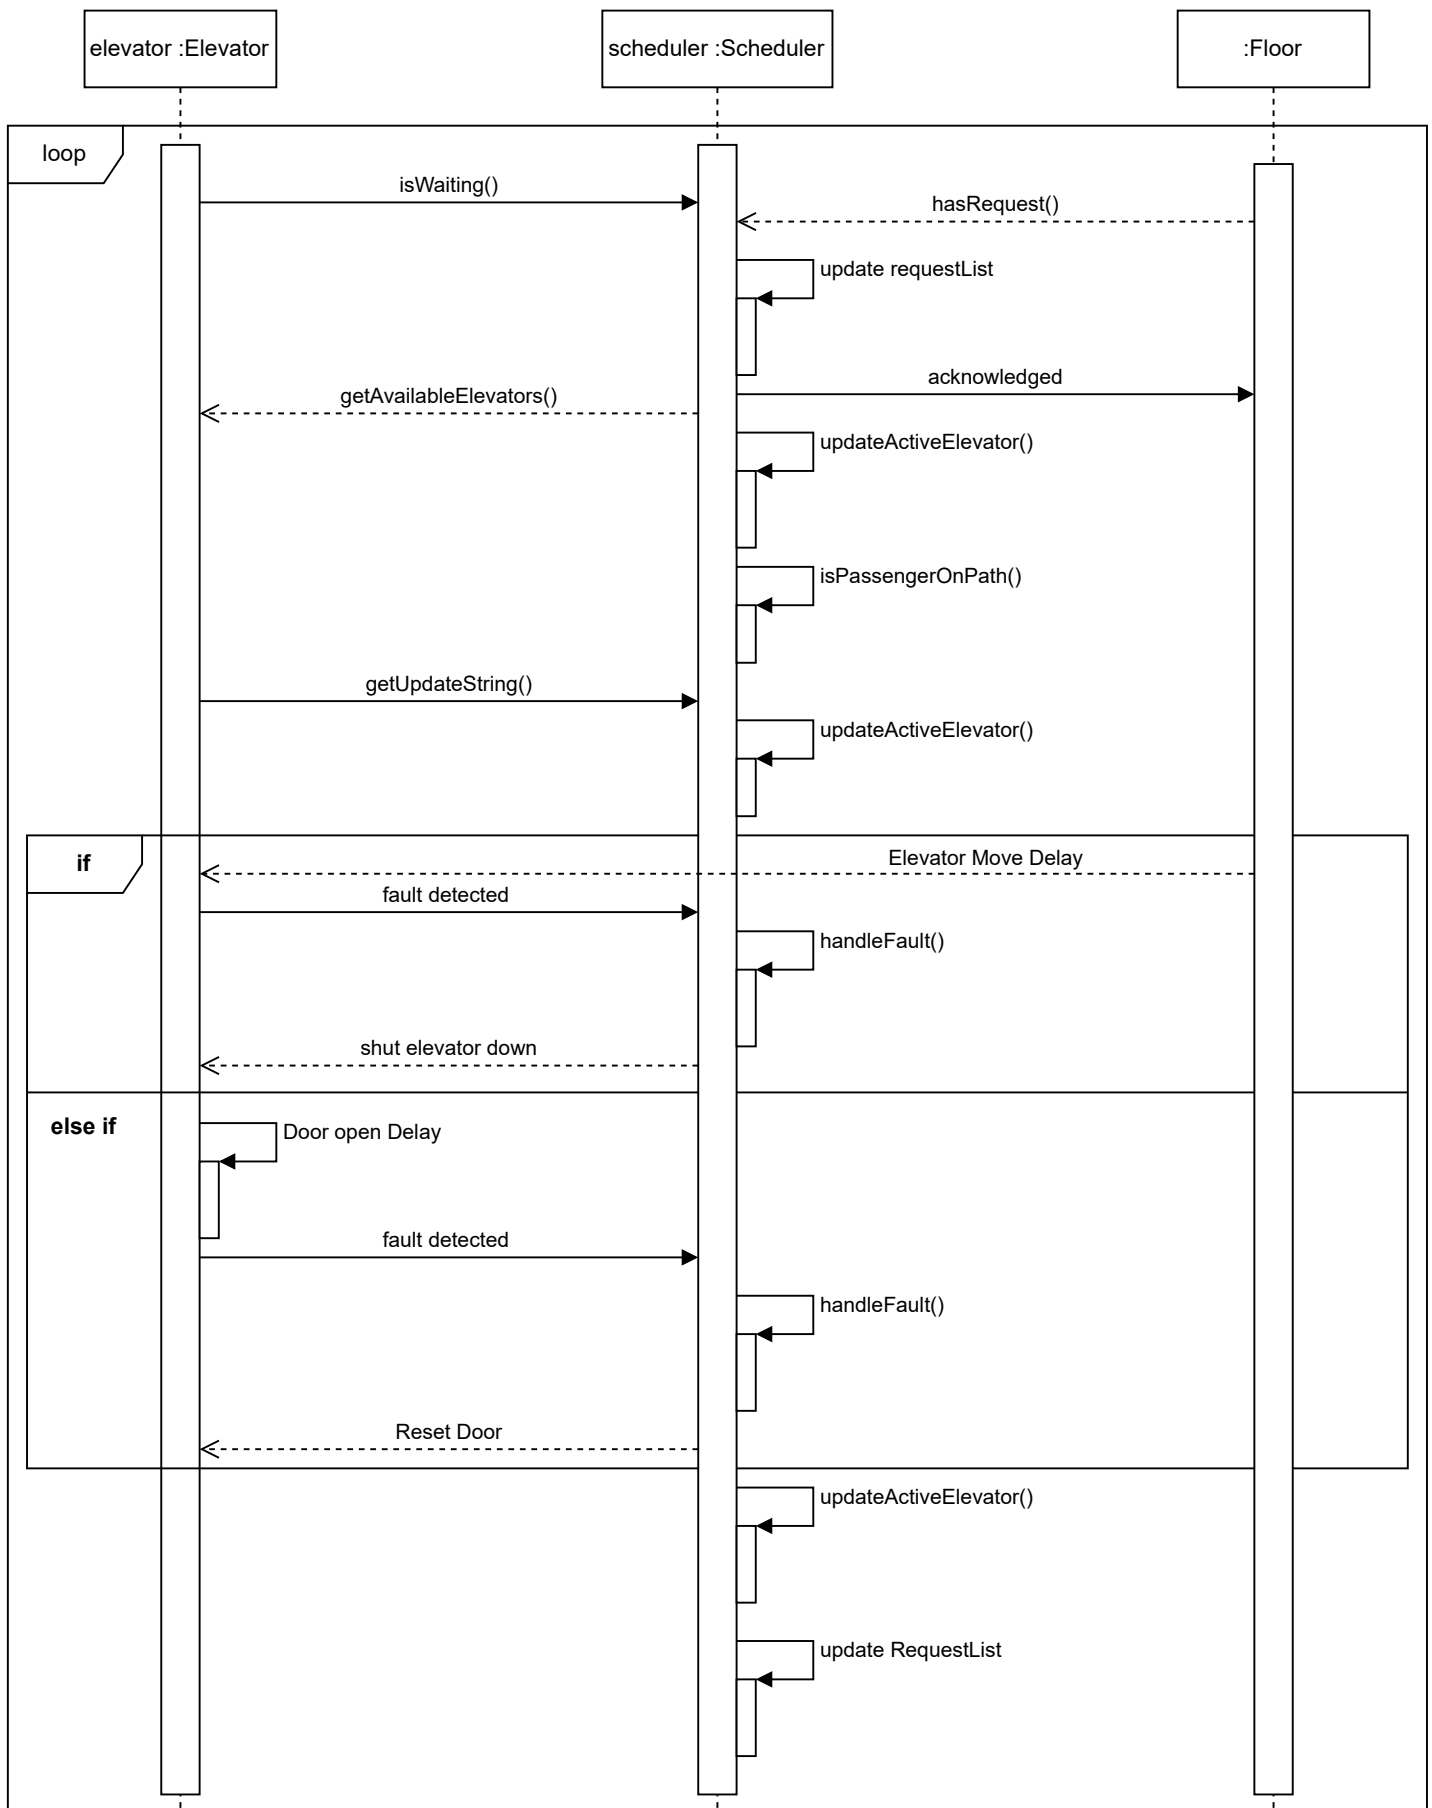 elevator :Elevator
scheduler :Scheduler
:Floor
loop
isWaiting()
hasRequest()
update requestList
acknowledged
getAvailableElevators()
updateActiveElevator()
isPassengerOnPath()
getUpdateString()
updateActiveElevator()
if
Elevator Move Delay
fault detected
handleFault()
shut elevator down
else if
Door open Delay
fault detected
handleFault()
Reset Door
updateActiveElevator()
update RequestList